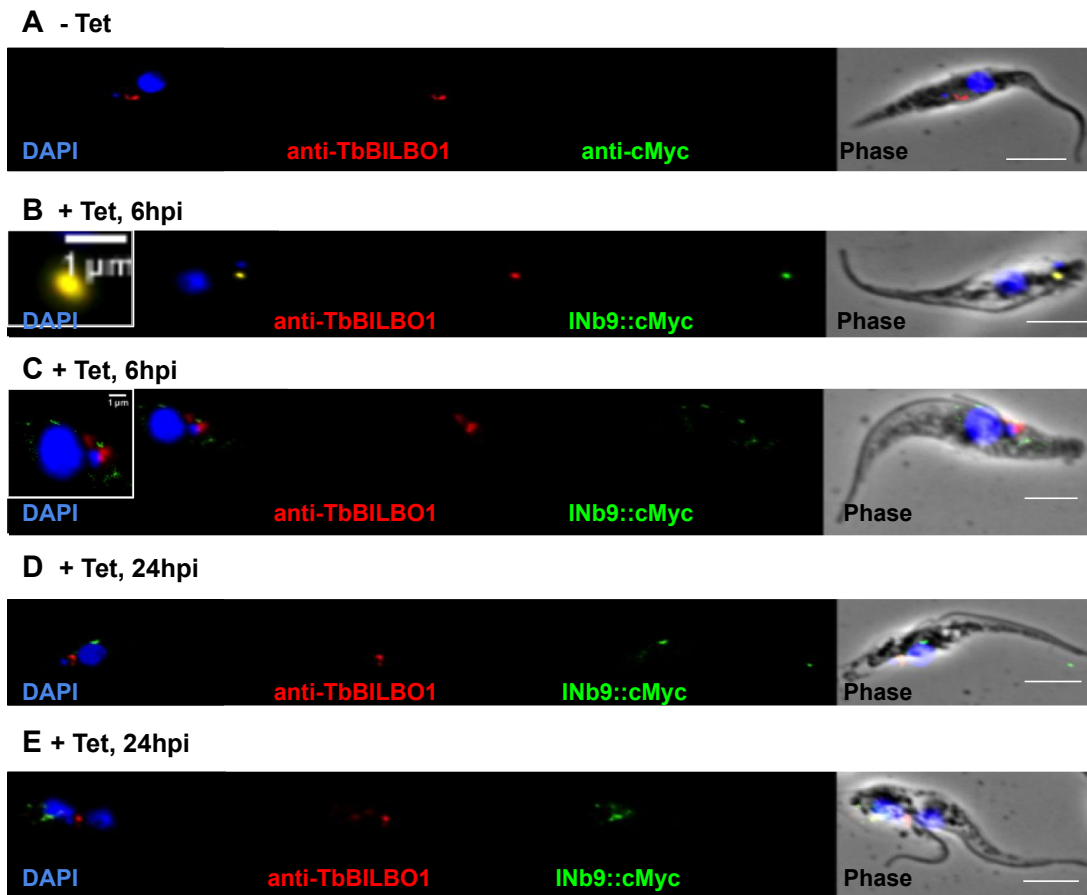 A - Tet
DAPI anti-TbBILBO1 anti-cMyc Phase
B + Tet, 6hpi
1 µm
DAPI anti-TbBILBO1 INb9::cMyc Phase
C + Tet, 6hpi
1 µm
DAPI anti-TbBILBO1 INb9::cMyc Phase
D + Tet, 24hpi
DAPI anti-TbBILBO1 INb9::cMyc Phase
E + Tet, 24hpi
DAPI anti-TbBILBO1 INb9::cMyc Phase